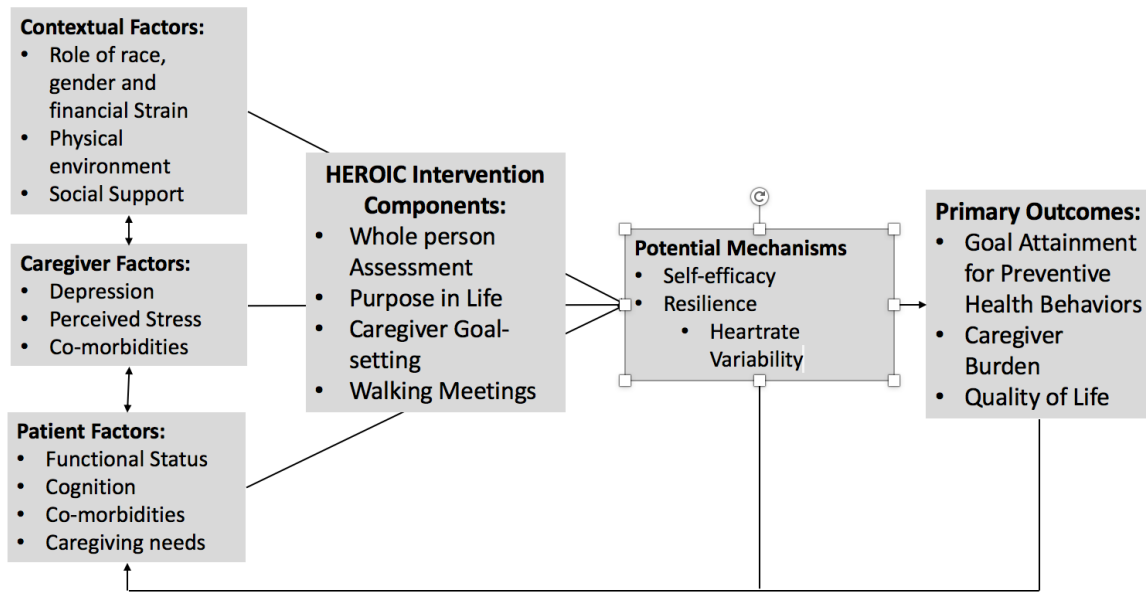 Contextual Factors:
• Role of race,
gender and
financial Strain
• Physical
environment
• Social Support
Caregiver Factors:
• Depression
• Perceived Stress
• Co-morbidities
Patient Factors:
• Functional Status
• Cognition
• Co-morbidities
• Caregiving needs
HEROIC Intervention
Components:
• Whole person
Assessment
• Purpose in Life
• Caregiver Goal-
setting
• Walking Meetings
Potential Mechanisms
• Self-efficacy
• Resilience
• Heartrate
Variability
Primary Outcomes:
• Goal Attainment
for Preventive
Health Behaviors
• Caregiver
Burden
• Quality of Life